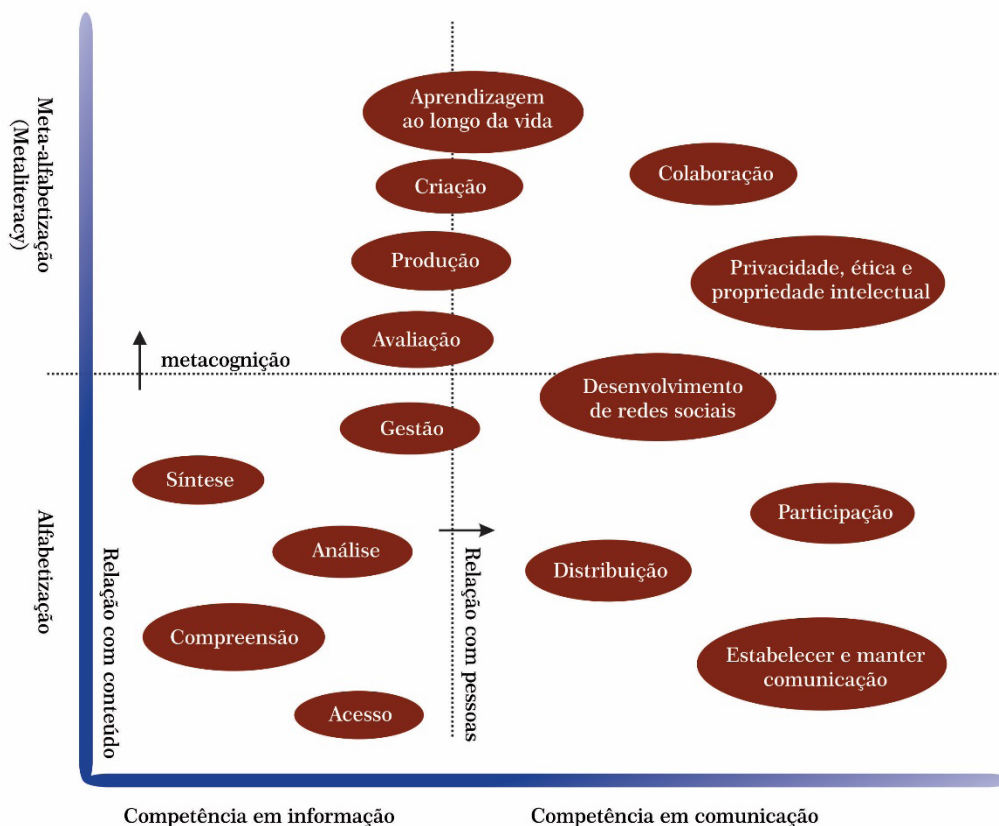 Meta-alfabetização
(Metaliteracy)
Aprendizagem
ao longo da vida
Criação
Colaboração
Produção
Privacidade, ética e
propriedade intelectual
Avaliação
metacognição
Desenvolvimento
de redes sociais
Gestão
Síntese
Participação
Análise
Distribuição
Alfabetização
Relação com conteúdo
Relação com pessoas
Compreensão
Estabelecer e manter
comunicação
Acesso
Competência em informação
Competência em comunicação